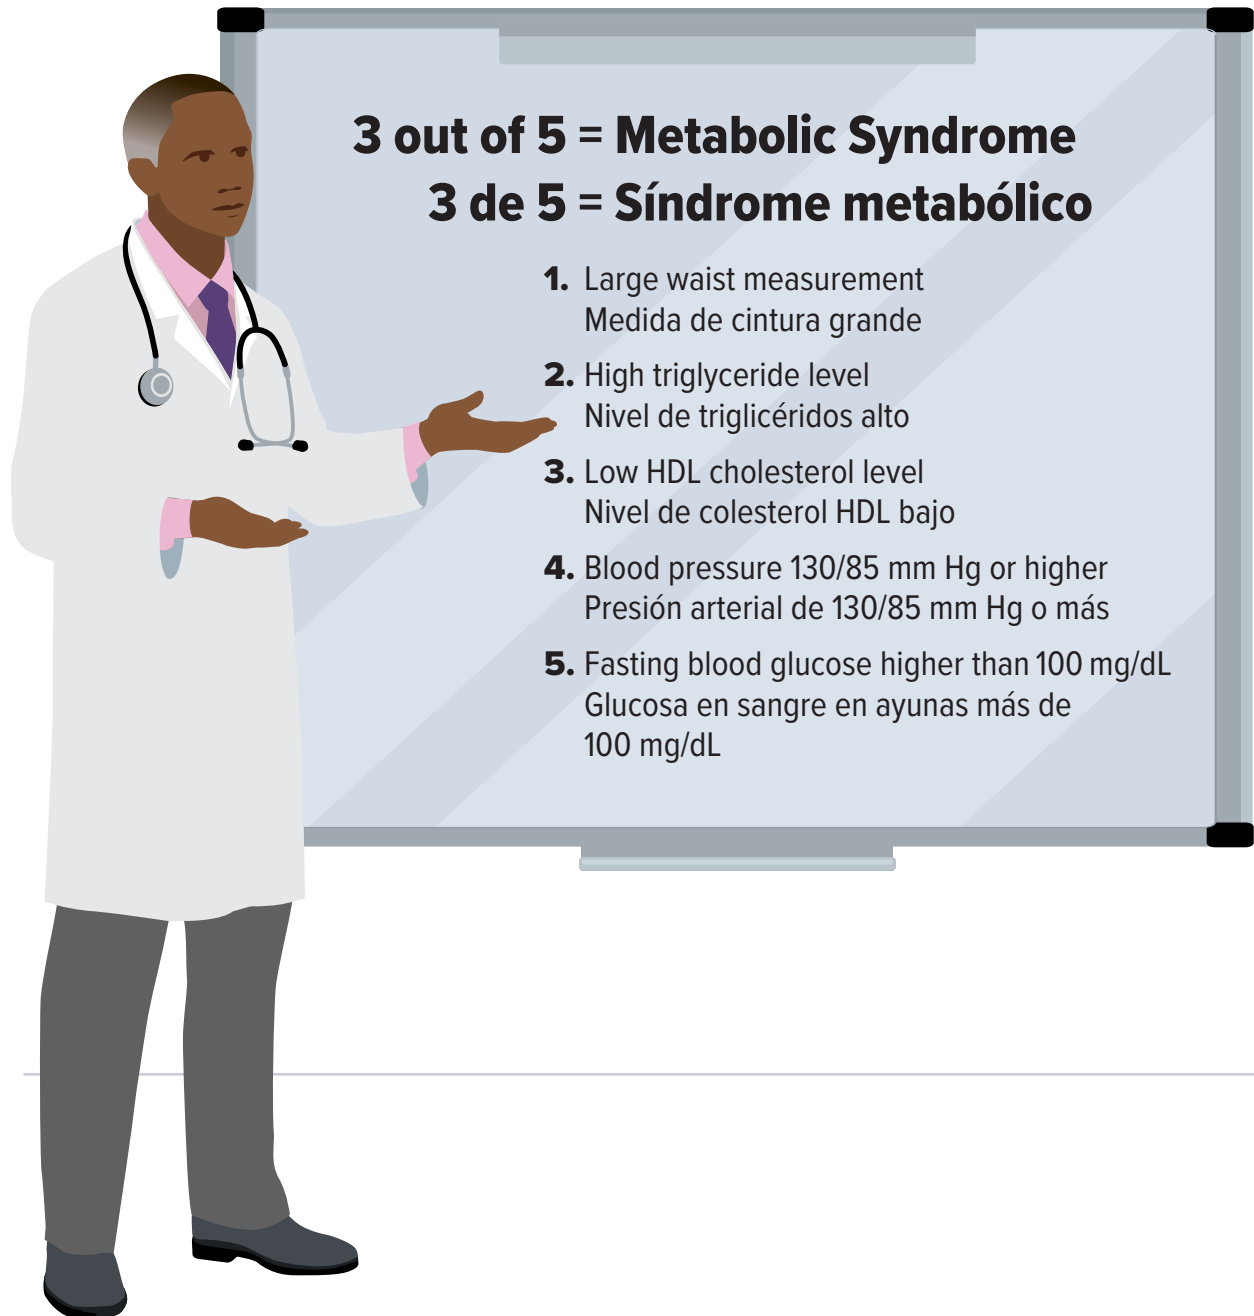 3 out of 5 = Metabolic Syndrome
3 de 5 = Síndrome metabólico
1. Large waist measurement
Medida de cintura grande
2. High triglyceride level
Nivel de triglicéridos alto
3. Low HDL cholesterol level
Nivel de colesterol HDL bajo
4. Blood pressure 130/85 mm Hg or higher
Presión arterial de 130/85 mm Hg o más
5. Fasting blood glucose higher than 100 mg/dL
Glucosa en sangre en ayunas más de
100 mg/dL